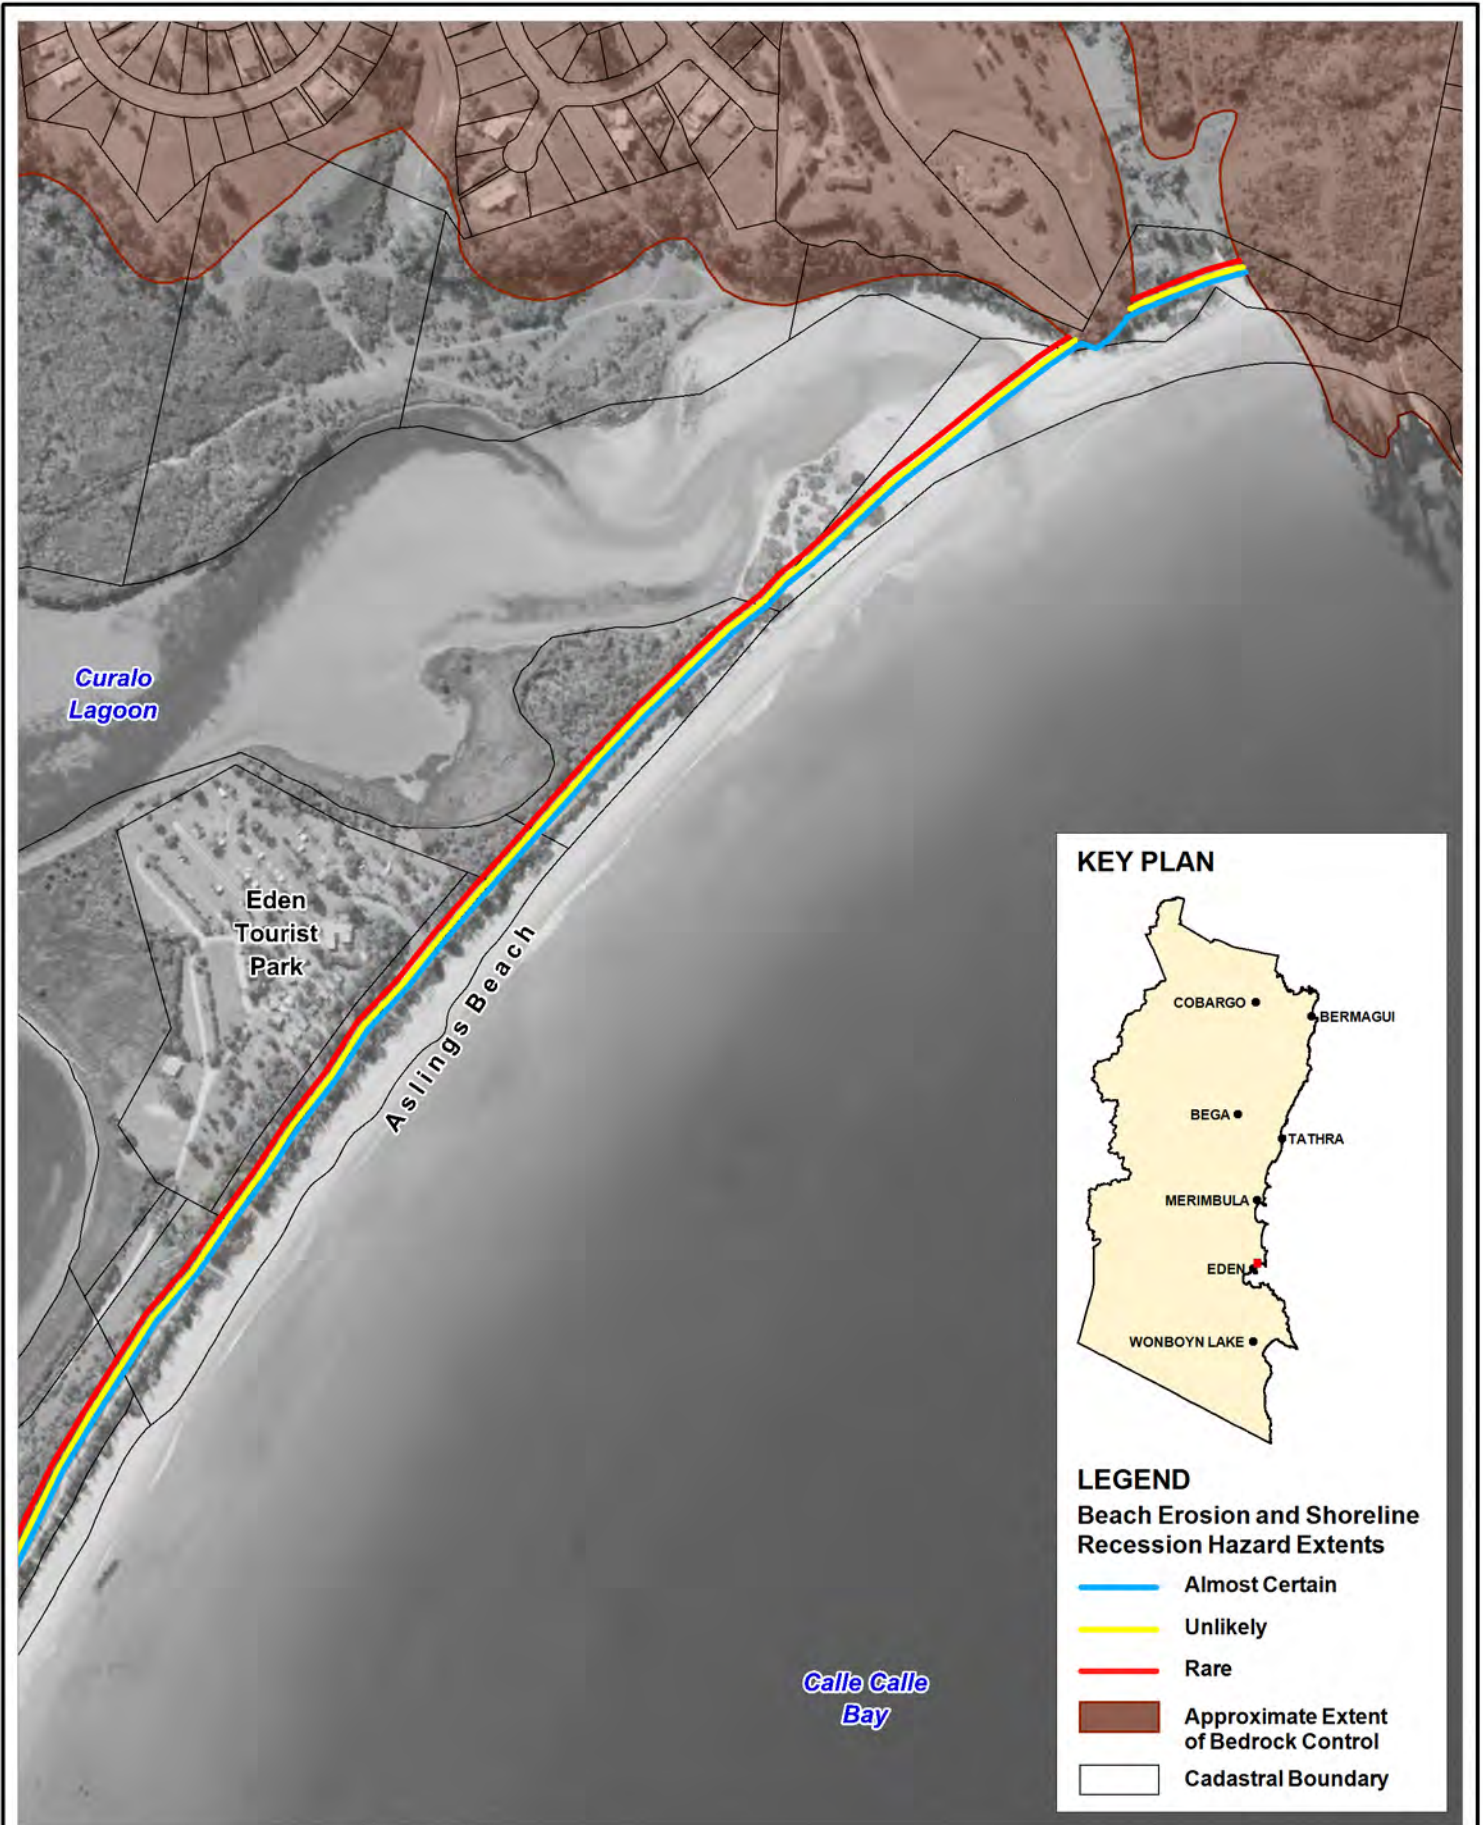 Curalo
Lagoon
Eden
Tourist
Park
Aslings Beach
Calle Calle
Bay
KEY PLAN
COBARGO
BERMAGUI
BEGA
TATHRA
MERIMBULA
EDEN
WONBOYN LAKE
LEGEND
Beach Erosion and Shoreline
Recession Hazard Extents
Almost Certain
Unlikely
Rare
Approximate Extent
of Bedrock Control
Cadastral Boundary